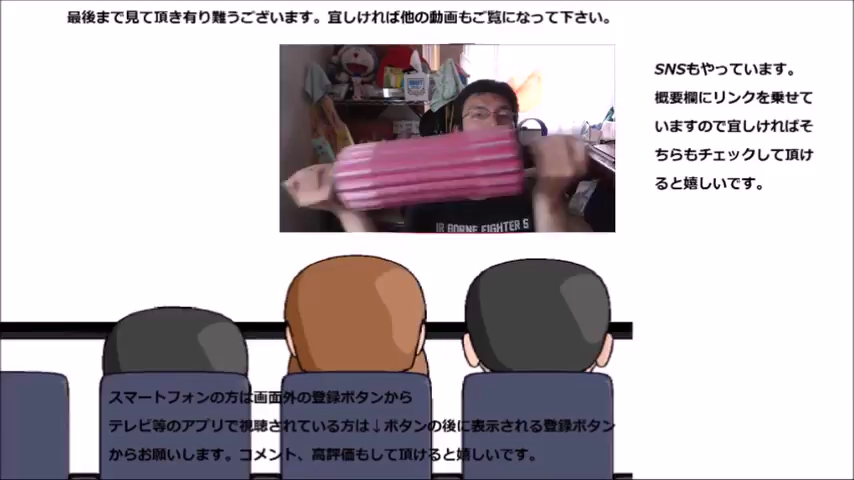 最後まで見て頂き有り難うございます。宜しければ他の動画もご覧になって下さい。
SNSもやっています。
概要欄にリンクを乗せて
いますので宜しければそ
ちらもチェックして頂け
ると嬉しいです。
BORNE FIGHTER S
スマートフォンの方は画面外の登録ボタンから
テレビ等のアプリで視聴されている方は↓ボタンの後に表示される登録ボタン
からお願いします。コメント、高評価もして頂けると嬉しいです。